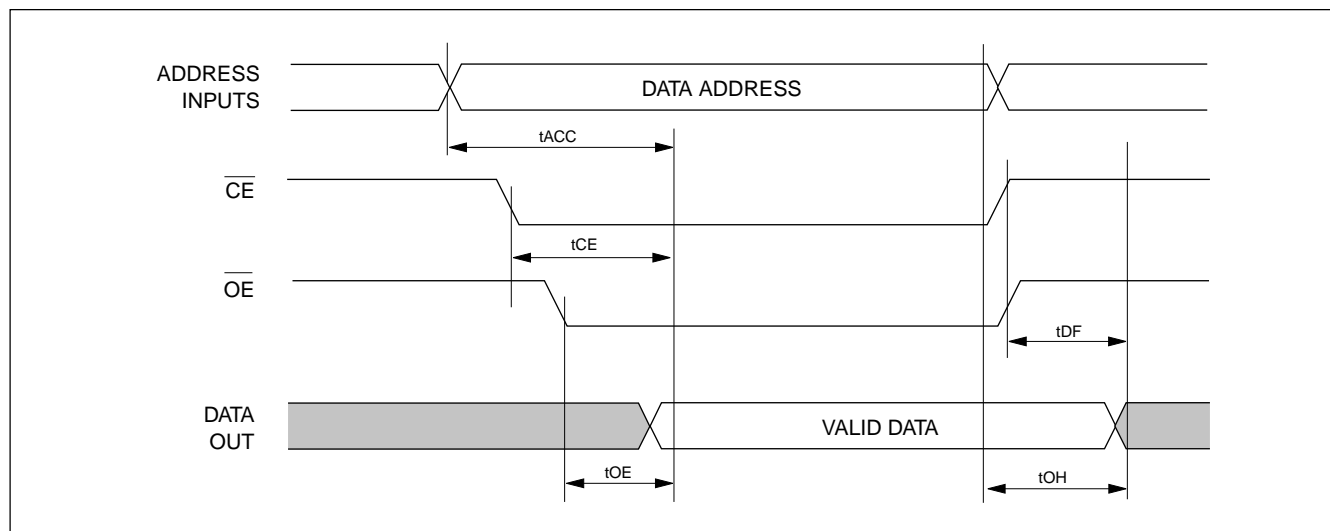 ADDRESS
INPUTS
DATA ADDRESS
tACC
CE
tCE
OE
tDF
DATA
OUT
VALID DATA
tOE
tOH